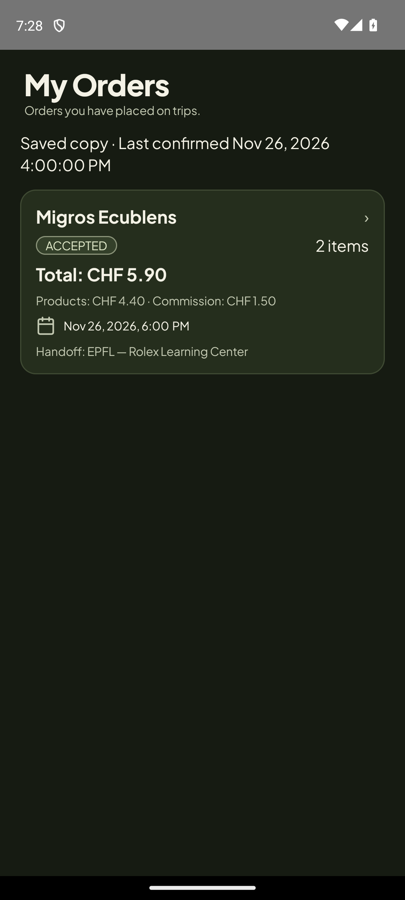 7:28
My Orders
Orders you have placed on trips.
Saved copy · Last confirmed Nov 26, 2026
4:00:00 PM
Migros Ecublens ›
ACCEPTED 2 items
Total: CHF 5.90
Products: CHF 4.40 · Commission: CHF 1.50
Nov 26, 2026, 6:00 PM
Handoff: EPFL — Rolex Learning Center